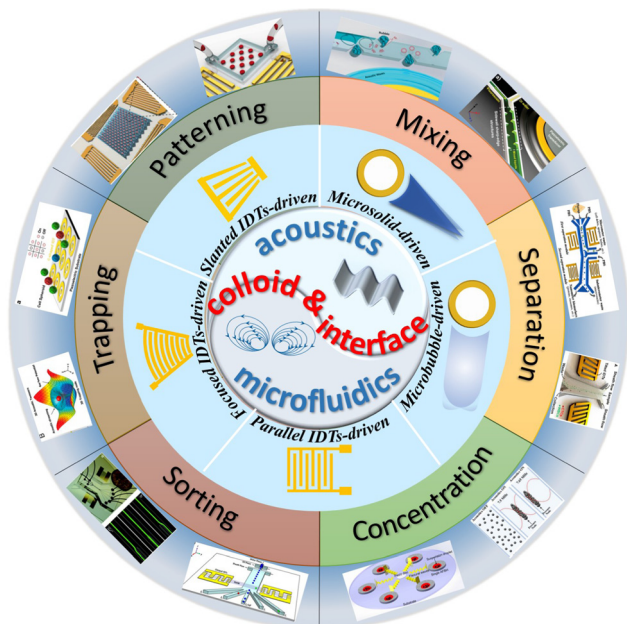 Patterning
Mixing
Separation
Concentration
Sorting
Trapping
Slanted IDTs-driven
Microsolid-driven
Microbubble-driven
Parallel IDTs-driven
Focused IDTs-driven
acoustics
colloid &
interface
microfluidics